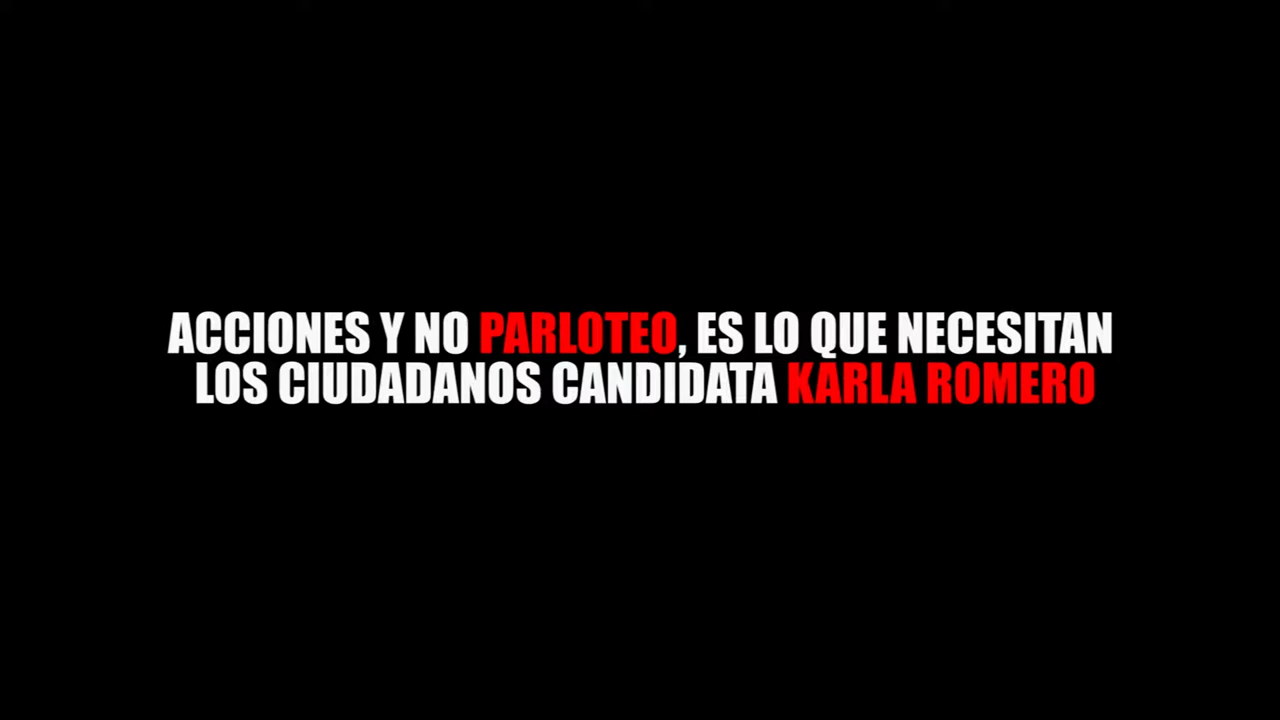 ACCIONES Y NO PARLOTEO, ES LO QUE NECESITAN
LOS CIUDADANOS CANDIDATA KARLA ROMERO